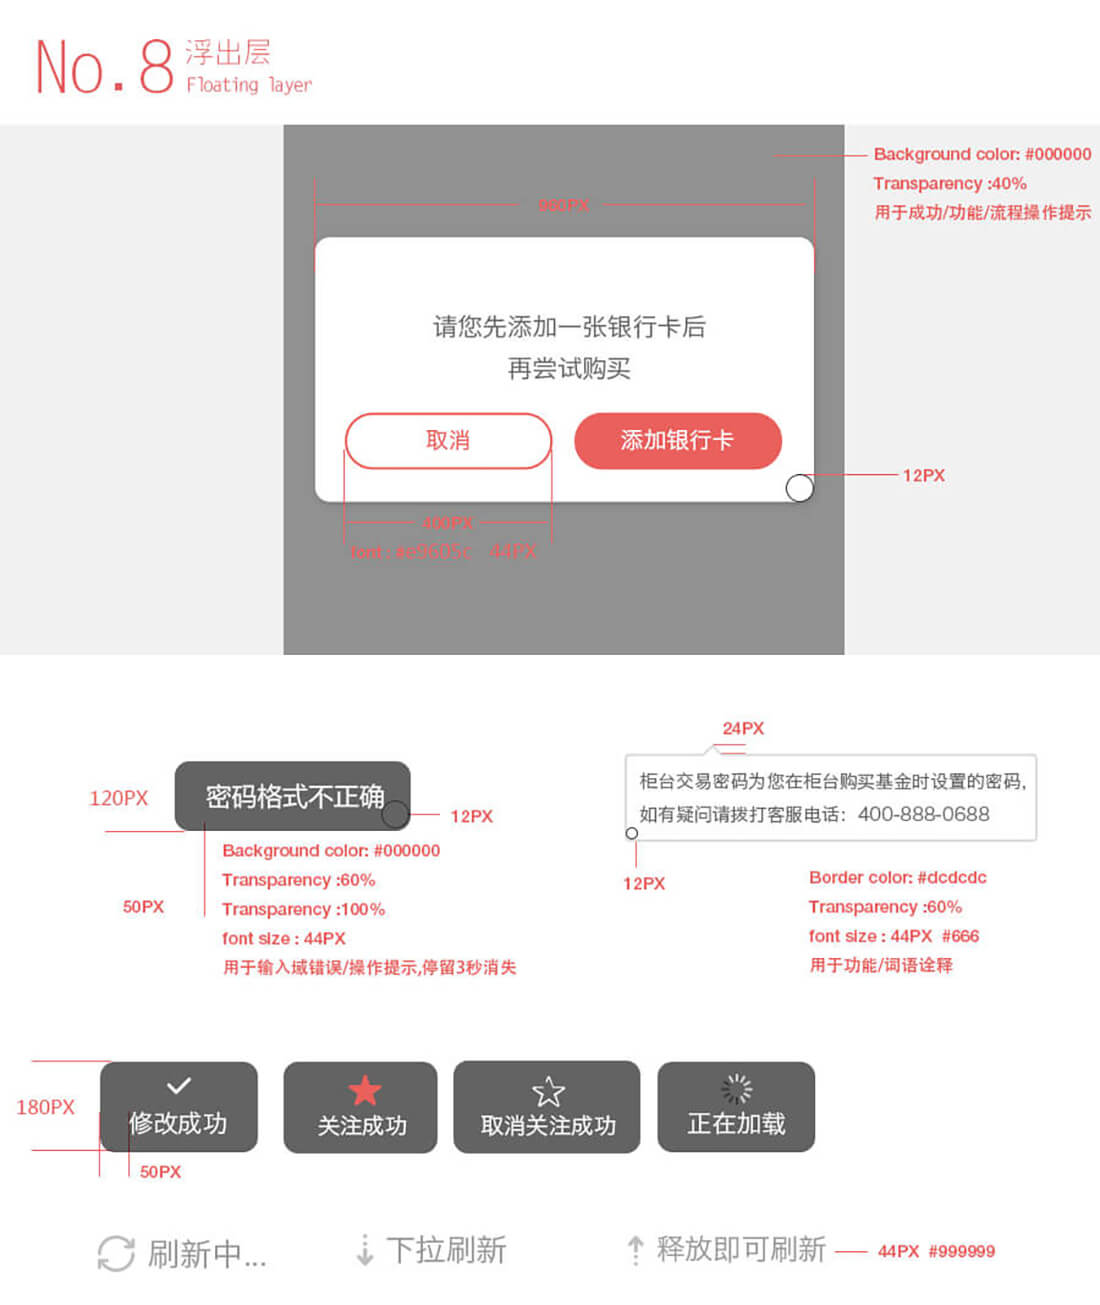 No.8
浮出层
Floating layer
Background color: #000000
Transparency :40%
用于成功/功能/流程操作提示
980PX
请您先添加一张银行卡后
再尝试购买
取消
添加银行卡
12PX
400PX
font : #e9605c 44PX
24PX
120PX
密码格式不正确
12PX
柜台交易密码为您在柜台购买基金时设置的密码,
如有疑问请拨打客服电话：400-888-0688
12PX
50PX
Background color: #000000
Transparency :60%
Transparency :100%
font size : 44PX
用于输入域错误/操作提示,停留3秒消失
Border color: #dcdcdc
Transparency :60%
font size : 44PX #666
用于功能/词语诠释
180PX
修改成功
关注成功
取消关注成功
正在加载
50PX
刷新中...
下拉刷新
释放即可刷新
44PX #999999